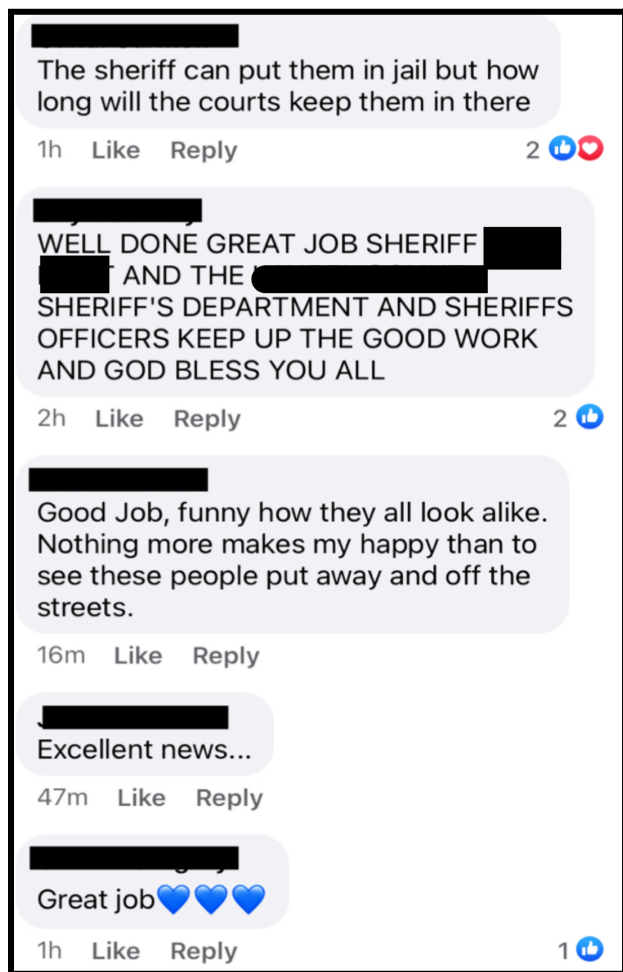 The sheriff can put them in jail but how
long will the courts keep them in there
1h Like Reply 2
WELL DONE GREAT JOB SHERIFF
AND THE
SHERIFF'S DEPARTMENT AND SHERIFFS
OFFICERS KEEP UP THE GOOD WORK
AND GOD BLESS YOU ALL
2h Like Reply 2
Good Job, funny how they all look alike.
Nothing more makes my happy than to
see these people put away and off the
streets.
16m Like Reply
Excellent news...
47m Like Reply
Great job💙💙💙
1h Like Reply 1